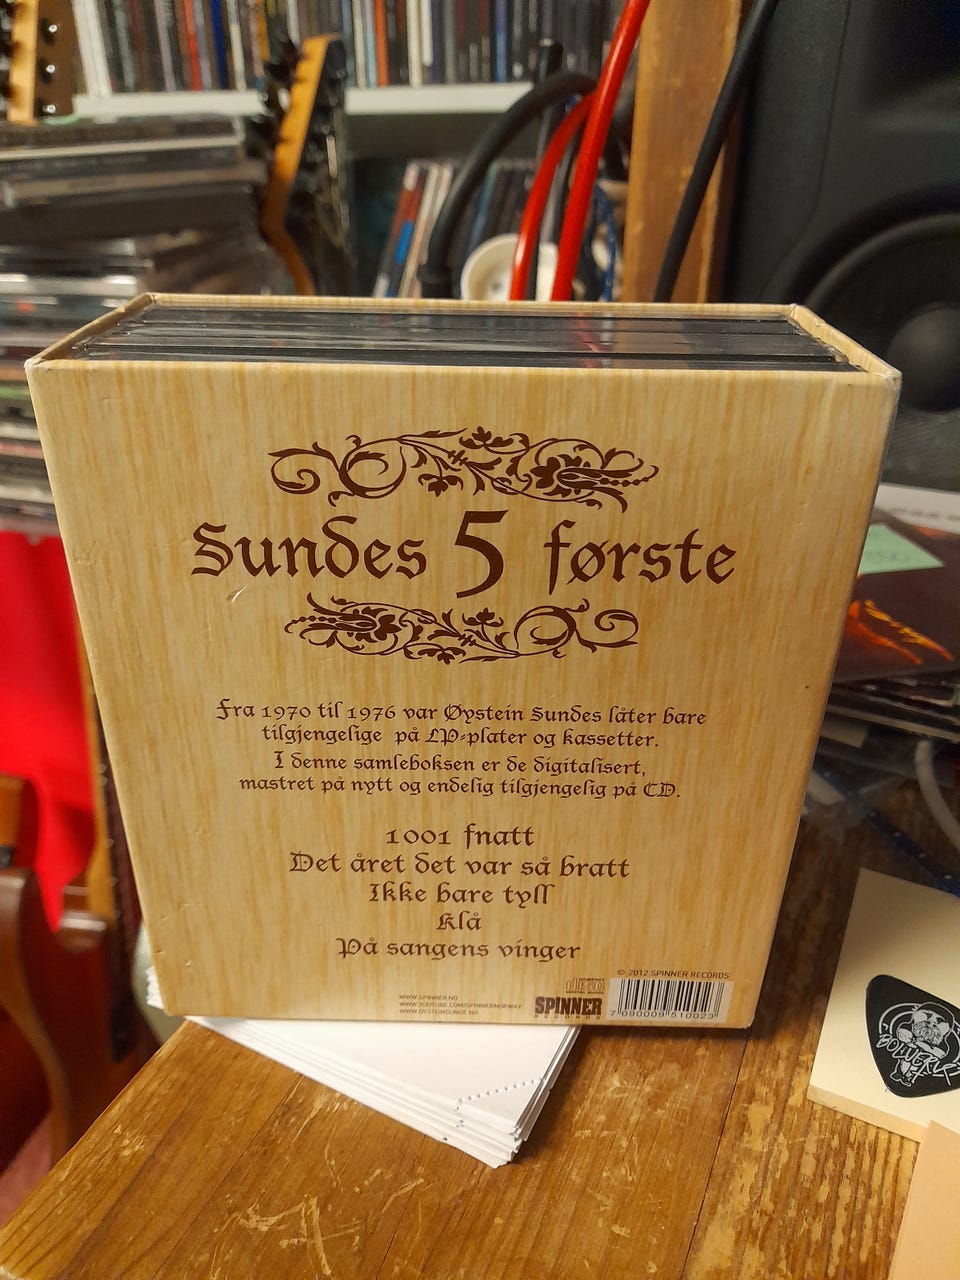 Sundes 5 første
Fra 1970 til 1976 var Øystein Sundes låter bare
tilgjengelige på LP-plater og kassetter.
I denne samleboksen er de digitalisert,
mastret på nytt og endelig tilgjengelig på CD.
1001 fnatt
Det året det var så bratt
Ikke bare tyll
Klå
På sangens vinger
© 2012 SPINNER RECORDS
WWW.SPINNER.NO
WWW.YOUTUBE.COM/SPINNERNORWAY
WWW.OYSTEINSUNDE.NO
SPINNER
RECORDS
7 090009 510023